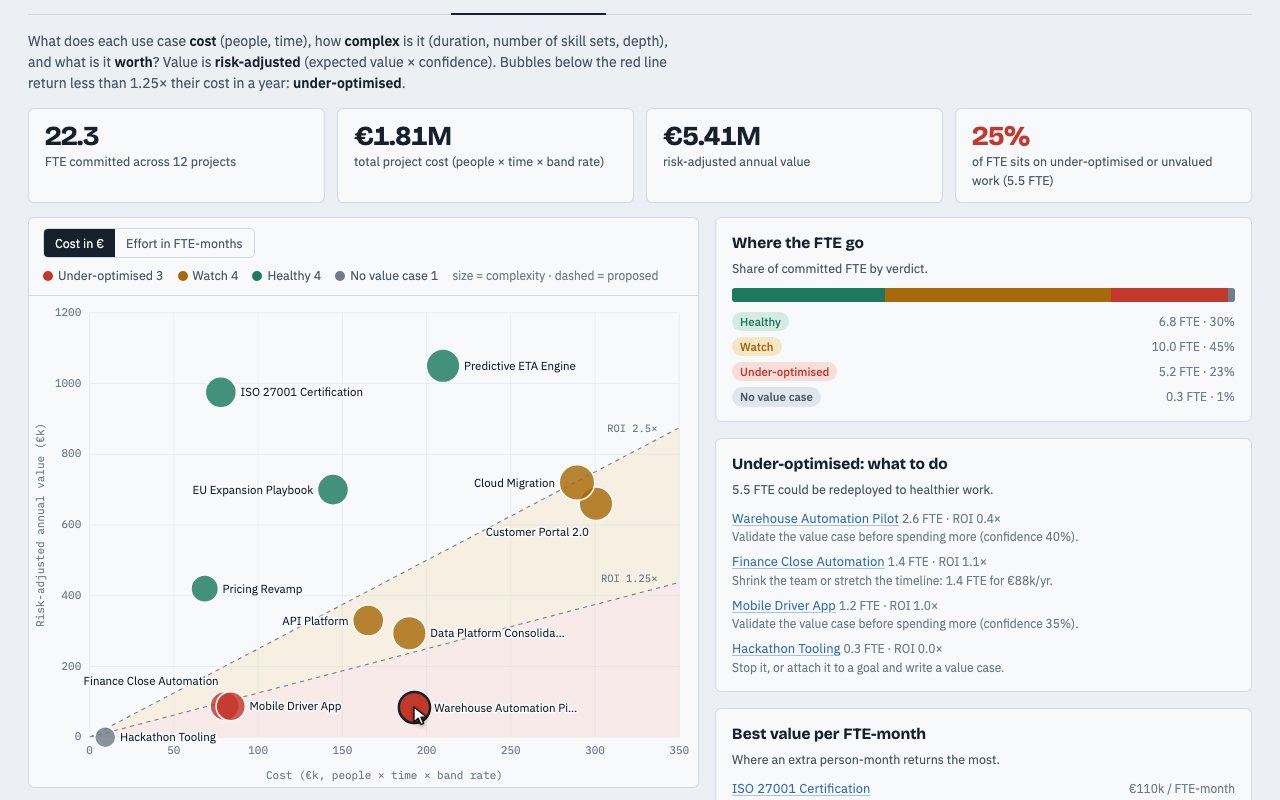 What does each use case cost (people, time), how complex is it (duration, number of skill sets, depth),
and what is it worth? Value is risk-adjusted (expected value × confidence). Bubbles below the red line
return less than 1.25× their cost in a year: under-optimised.
22.3
FTE committed across 12 projects
€1.81M
total project cost (people × time × band rate)
€5.41M
risk-adjusted annual value
25%
of FTE sits on under-optimised or unvalued
work (5.5 FTE)
Cost in €
Effort in FTE-months
Under-optimised 3
Watch 4
Healthy 4
No value case 1
size = complexity · dashed = proposed
1200
1000
800
600
400
200
0
Risk-adjusted annual value (€k)
Predictive ETA Engine
ISO 27001 Certification
ROI 2.5×
Cloud Migration
EU Expansion Playbook
Customer Portal 2.0
ROI 1.25×
Pricing Revamp
API Platform
Data Platform Consolida…
Finance Close Automation
Mobile Driver App
Warehouse Automation Pi…
Hackathon Tooling
0
50
100
150
200
250
300
350
Cost (€k, people × time × band rate)
Where the FTE go
Share of committed FTE by verdict.
Healthy
6.8 FTE · 30%
Watch
10.0 FTE · 45%
Under-optimised
5.2 FTE · 23%
No value case
0.3 FTE · 1%
Under-optimised: what to do
5.5 FTE could be redeployed to healthier work.
Warehouse Automation Pilot 2.6 FTE · ROI 0.4×
Validate the value case before spending more (confidence 40%).
Finance Close Automation 1.4 FTE · ROI 1.1×
Shrink the team or stretch the timeline: 1.4 FTE for €88k/yr.
Mobile Driver App 1.2 FTE · ROI 1.0×
Validate the value case before spending more (confidence 35%).
Hackathon Tooling 0.3 FTE · ROI 0.0×
Stop it, or attach it to a goal and write a value case.
Best value per FTE-month
Where an extra person-month returns the most.
ISO 27001 Certification
€110k / FTE-month